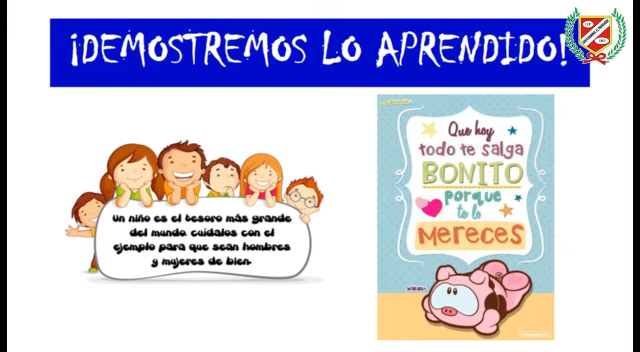 ¡DEMOSTREMOS LO APRENDIDO!
Un niño es el tesoro más grande
del mundo, cuidalos con el
ejemplo para que sean hombres
y mujeres de bien.
Que hoy
todo te salga
BONITO
porque
te lo
MERECES